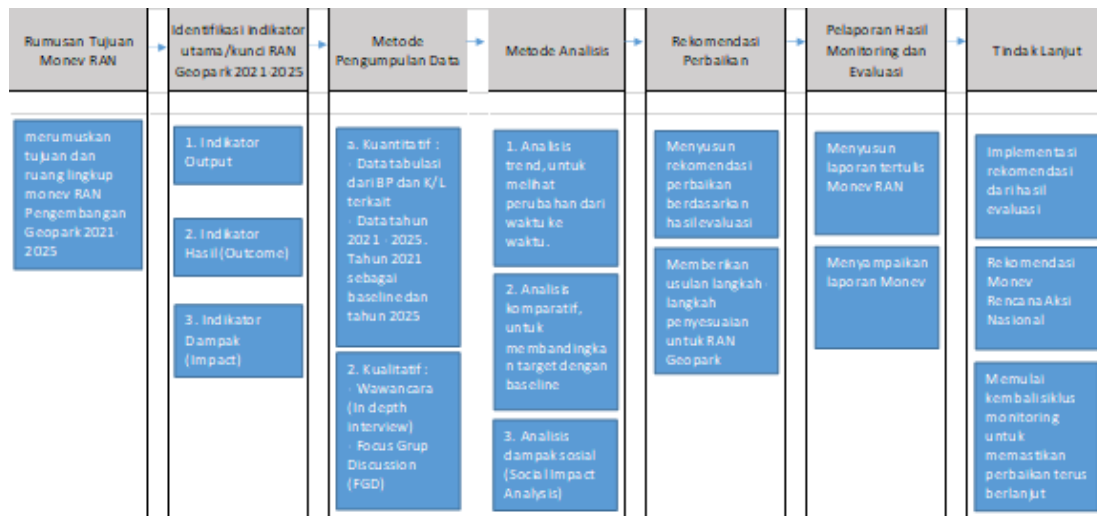 Rumusan Tujuan
Monev RAN
Identifikasi Indikator
utama/kunci RAN
Geopark 2021-2025
Metode
Pengumpulan Data
Metode Analisis
Rekomendasi
Perbaikan
Pelaporan Hasil
Monitoring dan
Evaluasi
Tindak Lanjut
merumuskan
tujuan dan
ruang lingkup
monev RAN
Pengembangan
Geopark 2021-
2025
1. Indikator
Output
2. Indikator
Hasil (Outcome)
3. Indikator
Dampak
(Impact)
a. Kuantitatif :
- Data tabulasi
dari BP dan K/L
terkait
- Data tahun
2021 - 2025.
Tahun 2021
sebagai
baseline dan
tahun 2025
2. Kualitatif :
- Wawancara
(In depth
interview)
- Focus Grup
Discussion
(FGD)
1. Analisis
trend, untuk
melihat
perubahan dari
waktu ke
waktu.
2. Analisis
komparatif,
untuk
membandingka
n target dengan
baseline
3. Analisis
dampak sosial
(Social Impact
Analysis)
Menyusun
rekomendasi
perbaikan
berdasarkan
hasil evaluasi
Memberikan
usulan langkah-
langkah
penyesuaian
untuk RAN
Geopark
Menyusun
laporan tertulis
Monev RAN
Menyampaikan
laporan Monev
Implementasi
rekomendasi
dari hasil
evaluasi
Rekomendasi
Monev
Rencana Aksi
Nasional
Memulai
kembali siklus
monitoring
untuk
memastikan
perbaikan terus
berlanjut